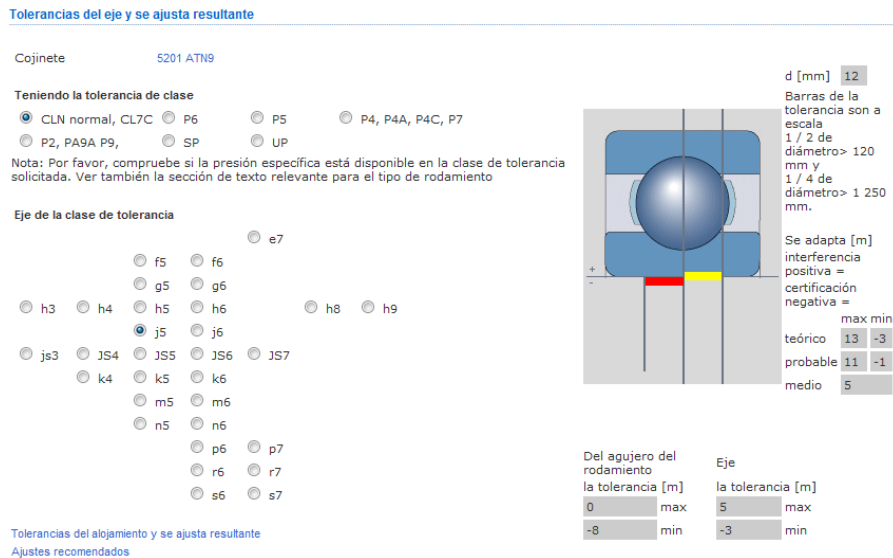 Tolerancias del eje y se ajusta resultante
Cojinete 5201 ATN9
Teniendo la tolerancia de clase
CLN normal, CL7C P6 P5 P4, P4A, P4C, P7
P2, PA9A P9, SP UP
Nota: Por favor, compruebe si la presión específica está disponible en la clase de tolerancia
solicitada. Ver también la sección de texto relevante para el tipo de rodamiento
Eje de la clase de tolerancia
e7
f5 f6
g5 g6
h3 h4 h5 h6 h8 h9
j5 j6
js3 JS4 JS5 JS6 JS7
k4 k5 k6
m5 m6
n5 n6
p6 p7
r6 r7
s6 s7
Tolerancias del alojamiento y se ajusta resultante
Ajustes recomendados
+
-
d [mm] 12
Barras de la
tolerancia son a
escala
1 / 2 de
diámetro> 120
mm y
1 / 4 de
diámetro> 1 250
mm.
Se adapta [m]
interferencia
positiva =
certificación
negativa =
max min
teórico 13 -3
probable 11 -1
medio 5
Del agujero del
rodamiento
la tolerancia [m]
0 max
-8 min
Eje
la tolerancia [m]
5 max
-3 min